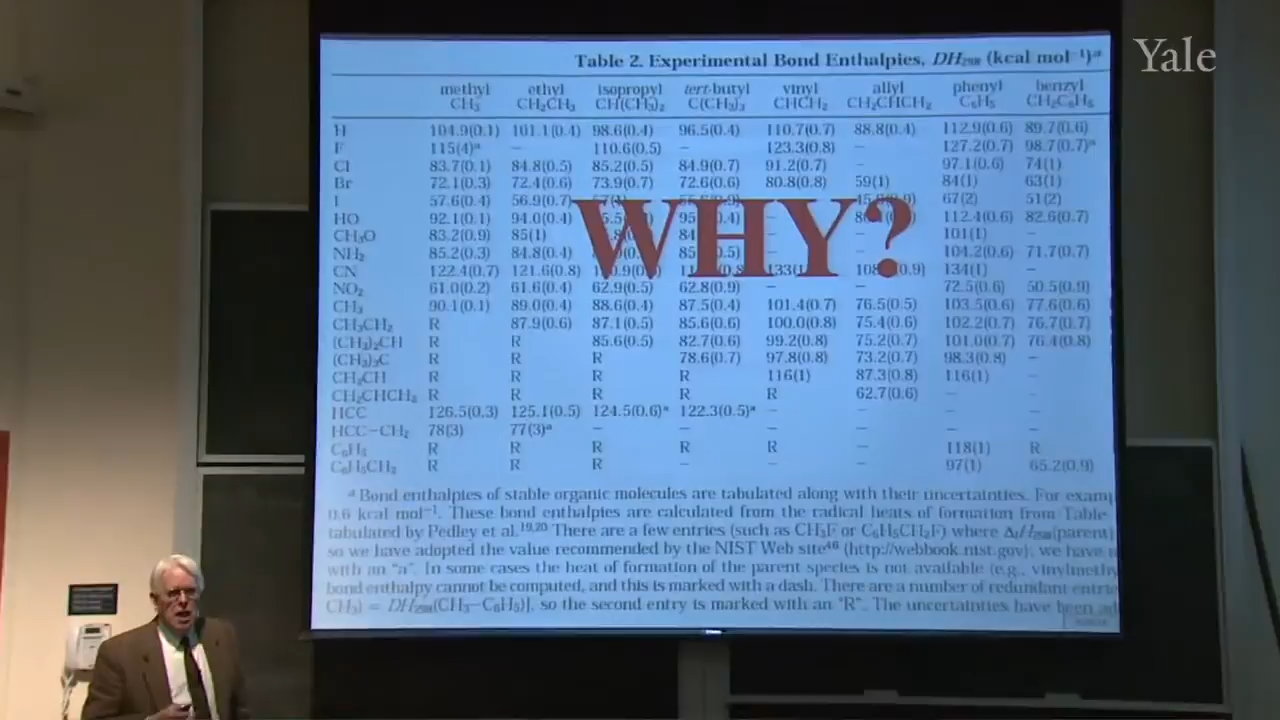 Yale
Table 2. Experimental Bond Enthalpies, DH298 (kcal mol⁻¹)ᵃ
methyl ethyl isopropyl tert-butyl vinyl allyl phenyl benzyl
CH₃ CH₂CH₃ CH(CH₃)₂ C(CH₃)₃ CHCH₂ CH₂CHCH₂ C₆H₅ CH₂C₆H₅
H 104.9(0.1) 101.1(0.4) 98.6(0.4) 96.5(0.4) 110.7(0.7) 88.8(0.4) 112.9(0.6) 89.7(0.6)
F 115(4)ᵃ – 110.6(0.5) – 123.3(0.8) – 127.2(0.7) 98.7(0.7)ᵃ
Cl 83.7(0.1) 84.8(0.5) 85.2(0.5) 84.9(0.7) 91.2(0.7) – 97.1(0.6) 74(1)
Br 72.1(0.3) 72.4(0.6) 73.9(0.7) 72.6(0.6) 80.8(0.8) 59(1) 84(1) 63(1)
I 57.6(0.4) 56.9(0.7) 67(2) 51(2)
WHY?
HO 92.1(0.1) 94.0(0.4) 112.4(0.6) 82.6(0.7)
CH₃O 83.2(0.9) 85(1) – 101(1) –
NH₂ 85.2(0.3) 84.8(0.4) – 104.2(0.6) 71.7(0.7)
CN 122.4(0.7) 121.6(0.8) 134(1) –
NO₂ 61.0(0.2) 61.6(0.4) 62.9(0.5) 62.8(0.9) – – 72.5(0.6) 50.5(0.9)
CH₃ 90.1(0.1) 89.0(0.4) 88.6(0.4) 87.5(0.4) 101.4(0.7) 76.5(0.5) 103.5(0.6) 77.6(0.6)
CH₃CH₂ R 87.9(0.6) 87.1(0.5) 85.6(0.6) 100.0(0.8) 75.4(0.6) 102.2(0.7) 76.7(0.7)
(CH₃)₂CH R R 85.6(0.5) 82.7(0.6) 99.2(0.8) 75.2(0.7) 101.0(0.7) 76.4(0.8)
(CH₃)₃C R R R 78.6(0.7) 97.8(0.8) 73.2(0.7) 98.3(0.8) –
CH₂CH R R R R 116(1) 87.3(0.8) 116(1) –
CH₂CHCH₂ R R R R R 62.7(0.6) – –
HCC 126.5(0.3) 125.1(0.5) 124.5(0.6)ᵃ 122.3(0.5)ᵃ – – – –
HCC−CH₂ 78(3) 77(3)ᵃ – – – – – –
C₆H₅ R R R R R – 118(1) R
C₆H₅CH₂ R R R – – – 97(1) 65.2(0.9)
ᵃ Bond enthalpies of stable organic molecules are tabulated along with their uncertainties. For exam
0.6 kcal mol⁻¹. These bond enthalpies are calculated from the radical heats of formation from Table
tabulated by Pedley et al.¹⁹,²⁰ There are a few entries (such as CH₃F or C₆H₅CH₂F) where ΔfH298(parent)
so we have adopted the value recommended by the NIST Web site⁴⁶ (http://webbook.nist.gov); we have
with an "a". In some cases the heat of formation of the parent species is not available (e.g., vinylmethy
bond enthalpy cannot be computed, and this is marked with a dash. There are a number of redundant entrie
CH₃) = DH298(CH₃−C₆H₅)], so the second entry is marked with an "R". The uncertainties have been